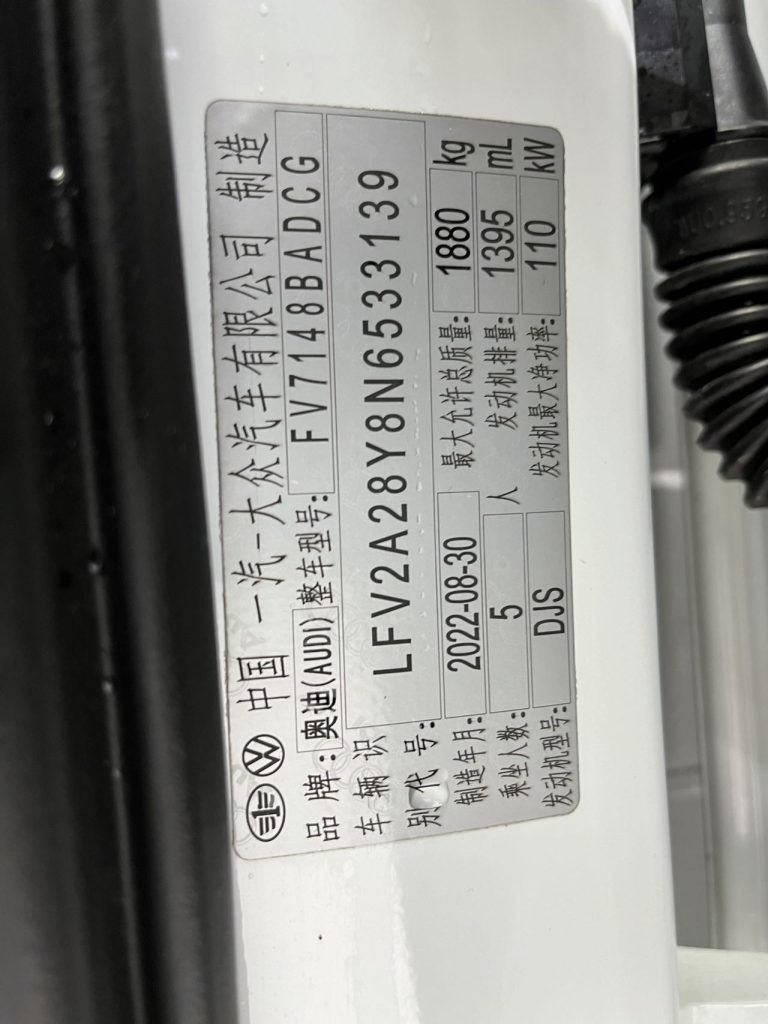 中国 一汽-大众汽车有限公司 制造
品牌: 奥迪(AUDI) 整车型号: FV7148BADCG
车辆识别代号: LFV2A28Y8N6533139
制造年月: 2022-08-30 最大允许总质量: 1880 kg
乘坐人数: 5 人 发动机排量: 1395 mL
发动机型号: DJS 发动机最大净功率: 110 kW